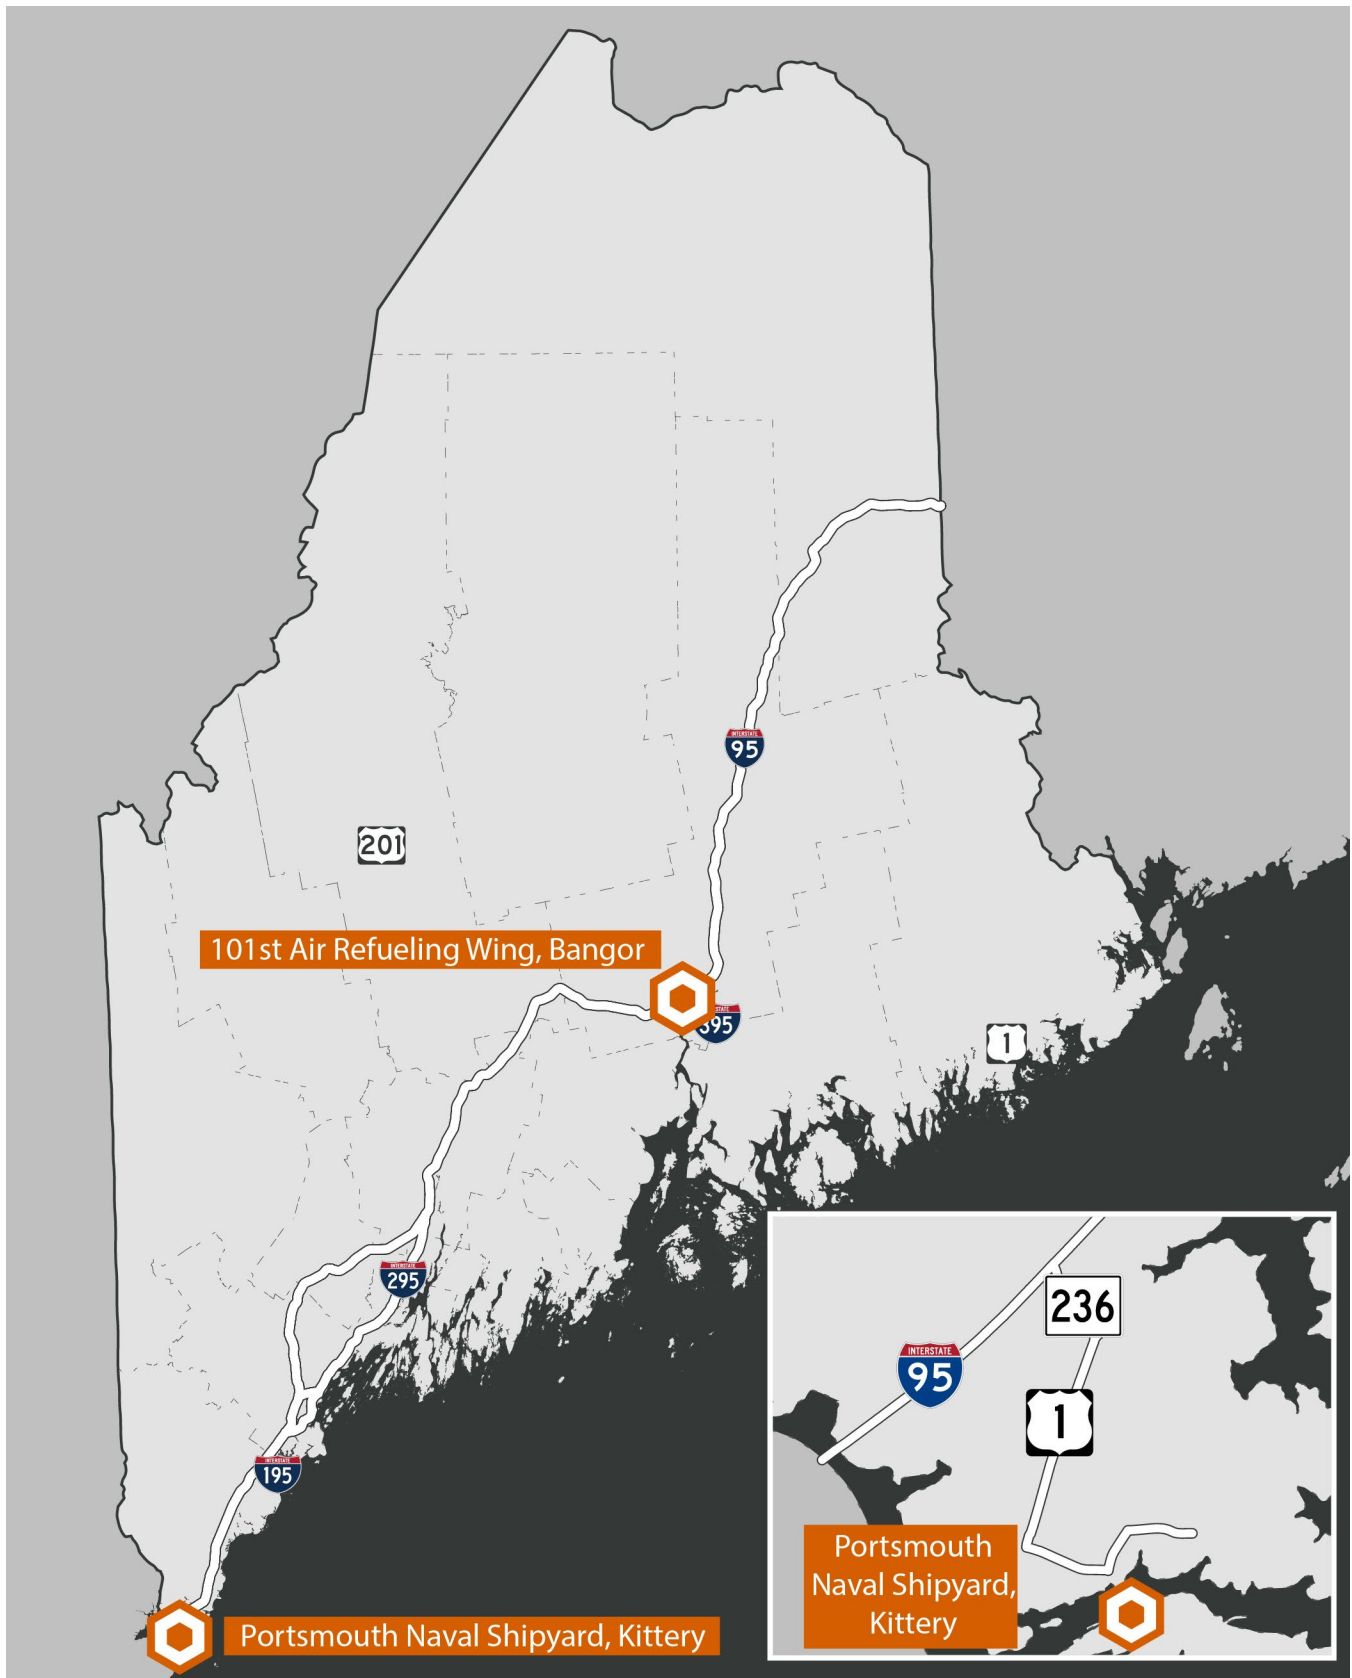 INTERSTATE
95
201
101st Air Refueling Wing, Bangor
395
1
INTERSTATE
295
INTERSTATE
195
Portsmouth Naval Shipyard, Kittery
236
INTERSTATE
95
1
Portsmouth
Naval Shipyard,
Kittery